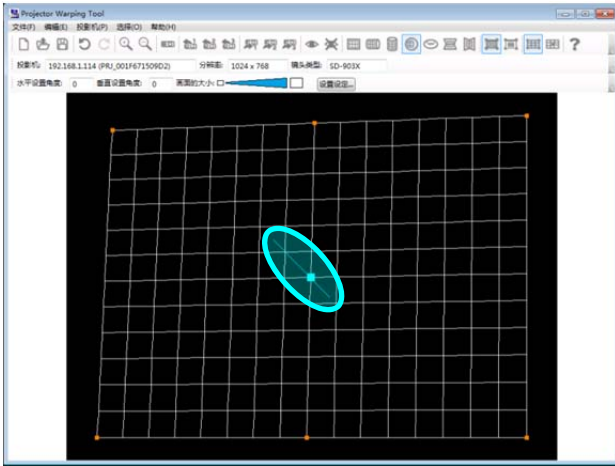 Projector Warping Tool
文件(F) 编辑(E) 投影机(P) 选择(O) 帮助(H)
投影机: 192.168.1.114 (PRJ_001F671509D2) 分辨率: 1024 x 768 镜头类型: SD-903X
水平设置角度: 0 垂直设置角度: 0 画面的大小: 设置设定...